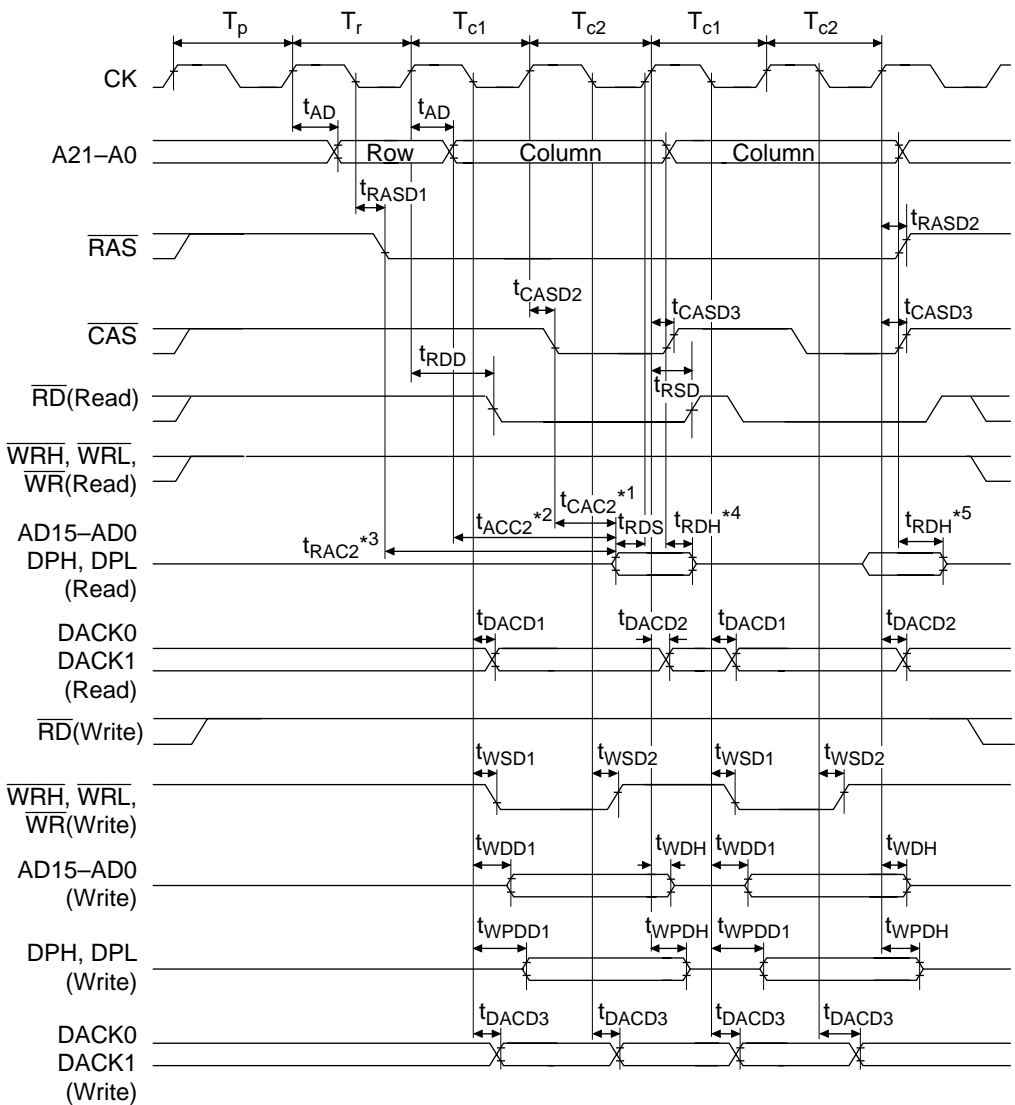 Tp Tr Tc1 Tc2 Tc1 Tc2
CK
tAD tAD
A21–A0 Row Column Column
tRASD1
RAS tRASD2
tCASD2 tCASD3 tCASD3
CAS
tRDD tRSD
RD(Read)
WRH, WRL,
WR(Read)
tCAC2*1
tACC2*2 tRDS tRDH*4 tRDH*5
tRAC2*3
AD15–AD0
DPH, DPL
(Read)
tDACD1 tDACD2 tDACD1 tDACD2
DACK0
DACK1
(Read)
RD(Write)
tWSD1 tWSD2 tWSD1 tWSD2
WRH, WRL,
WR(Write)
tWDD1 tWDH tWDD1 tWDH
AD15–AD0
(Write)
tWPDD1 tWPDH tWPDD1 tWPDH
DPH, DPL
(Write)
tDACD3 tDACD3 tDACD3 tDACD3
DACK0
DACK1
(Write)